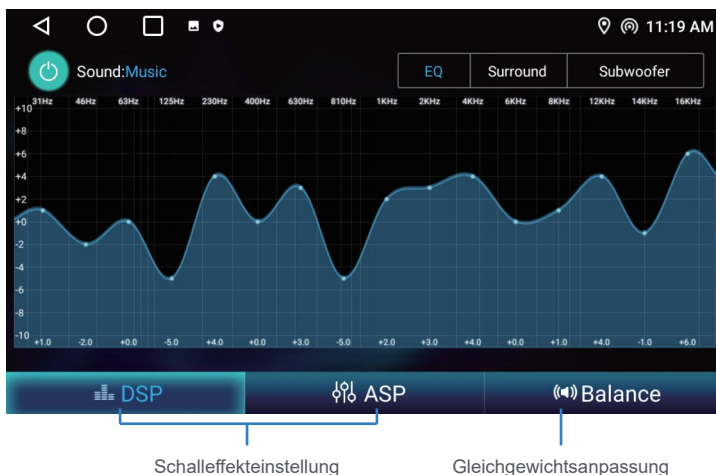 11:19 AM
Sound:Music
EQ Surround Subwoofer
31Hz 46Hz 63Hz 125Hz 230Hz 400Hz 630Hz 810Hz 1KHz 2KHz 4KHz 6KHz 8KHz 12KHz 14KHz 16KHz
+10
+8
+6
+4
+2
+0
-2
-4
-6
-8
-10
+1.0 -2.0 +0.0 -5.0 +4.0 +0.0 +3.0 -5.0 +2.0 +3.0 +4.0 +0.0 +1.0 +4.0 -1.0 +6.0
DSP ASP Balance
Schalleffekteinstellung Gleichgewichtsanpassung